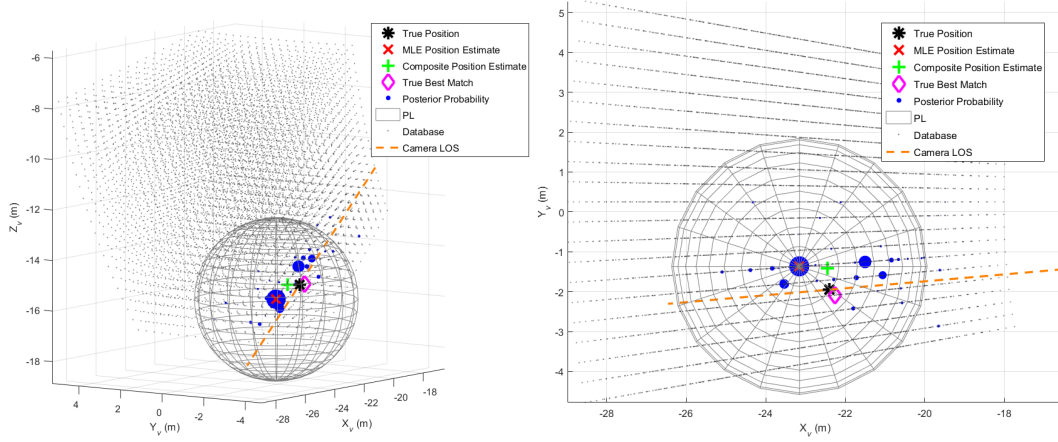 True Position
MLE Position Estimate
Composite Position Estimate
True Best Match
Posterior Probability
PL
Database
Camera LOS
-6
-8
-10
-12
-14
-16
-18
Z_v (m)
4
2
0
-2
-4
Y_v (m)
-28
-26
-24
-22
-20
-18
X_v (m)
True Position
MLE Position Estimate
Composite Position Estimate
True Best Match
Posterior Probability
PL
Database
Camera LOS
5
4
3
2
1
0
-1
-2
-3
-4
Y_v (m)
-28
-26
-24
-22
-20
-18
X_v (m)